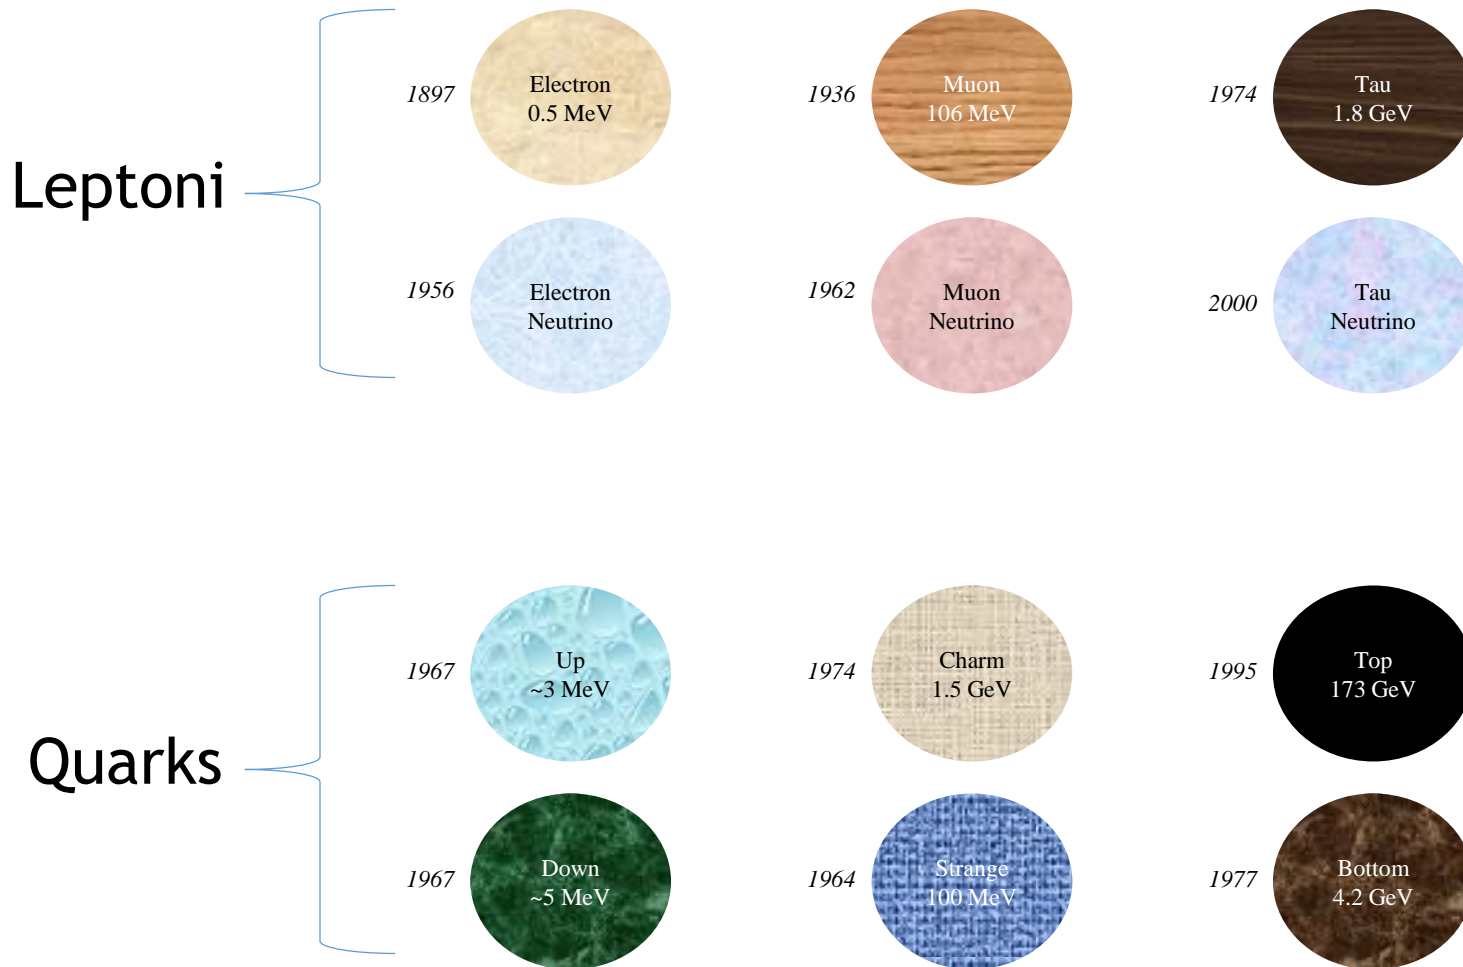 Leptoni
1897
Electron
0.5 MeV
1936
Muon
106 MeV
1974
Tau
1.8 GeV
1956
Electron
Neutrino
1962
Muon
Neutrino
2000
Tau
Neutrino
Quarks
1967
Up
~3 MeV
1974
Charm
1.5 GeV
1995
Top
173 GeV
1967
Down
~5 MeV
1964
Strange
100 MeV
1977
Bottom
4.2 GeV